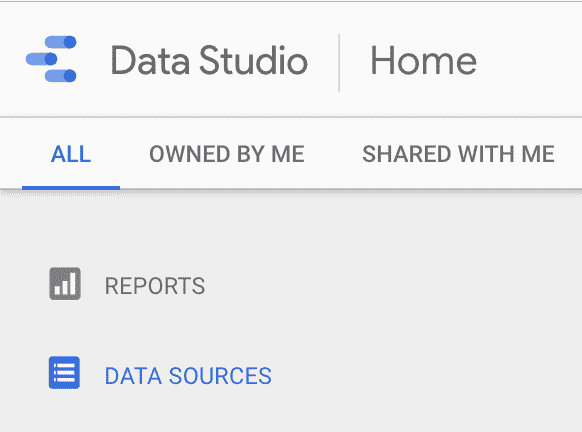 Data Studio Home
ALL OWNED BY ME SHARED WITH ME
REPORTS
DATA SOURCES